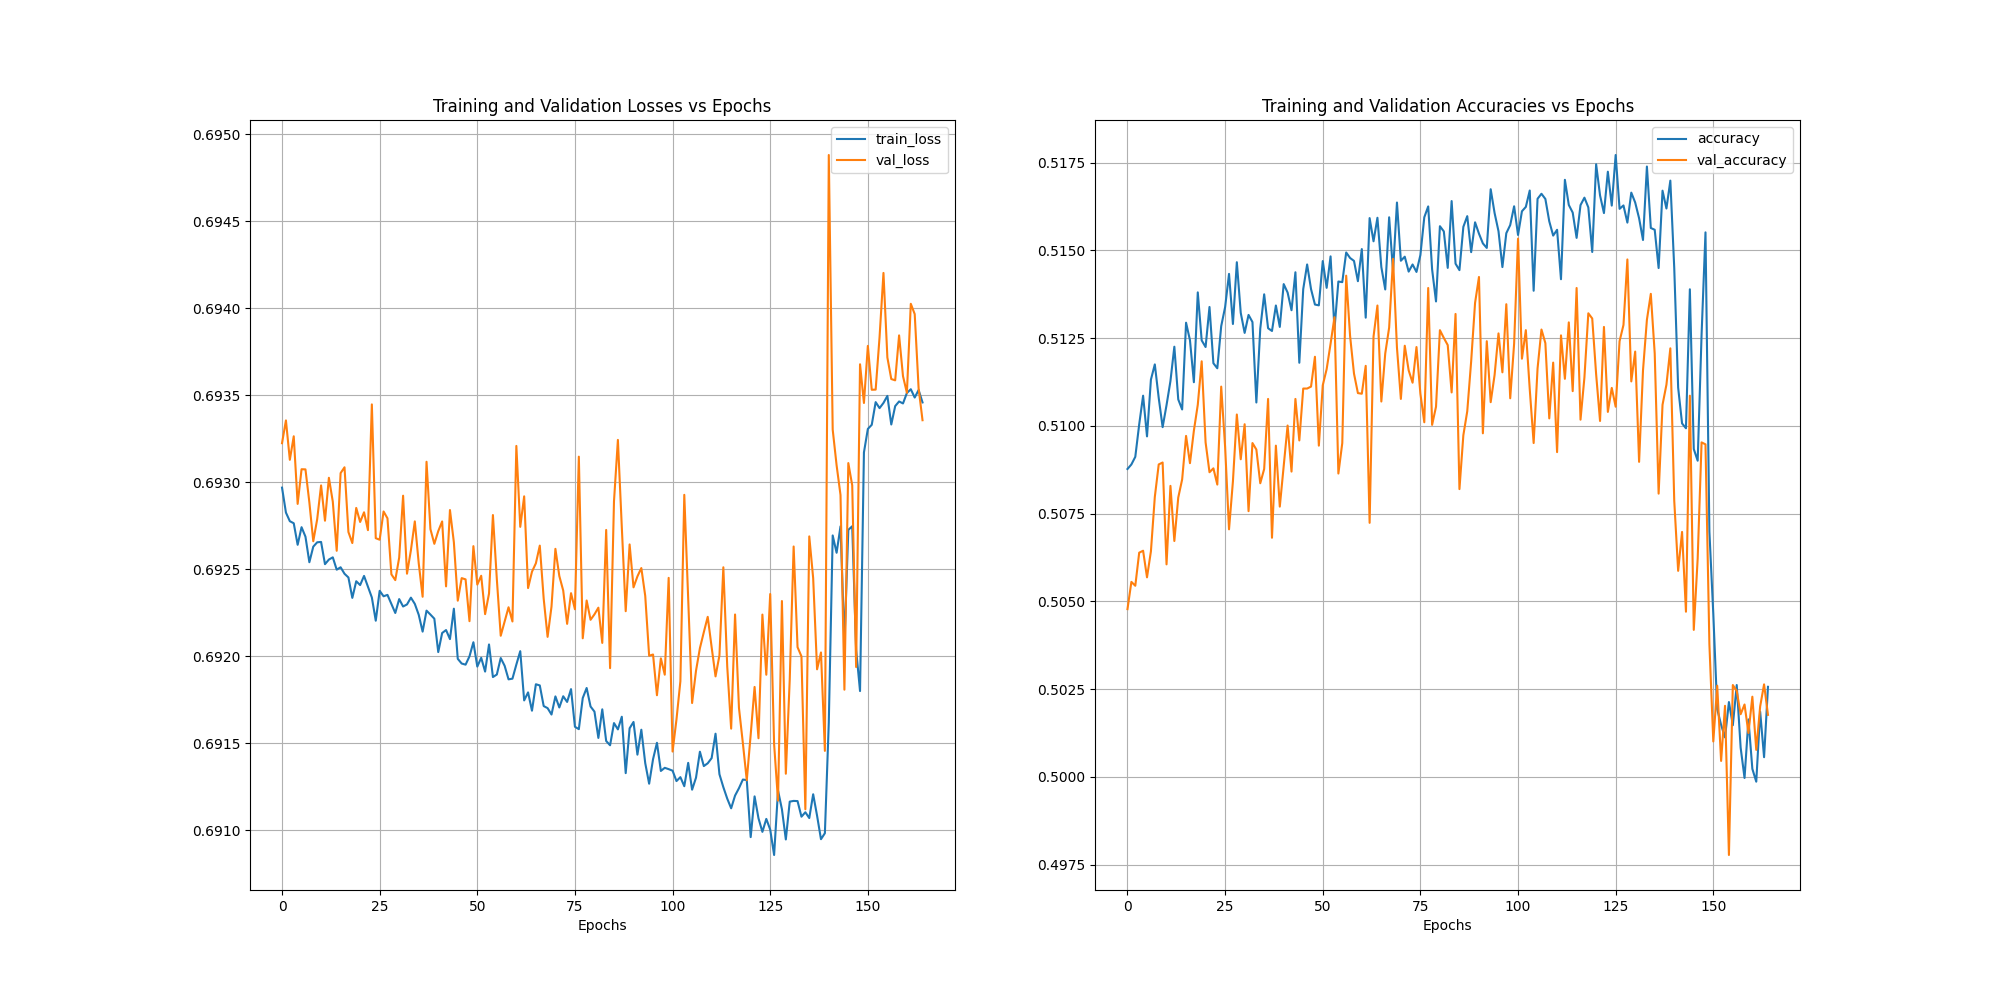 Training and Validation Losses vs Epochs
train_loss
val_loss
0.6950
0.6945
0.6940
0.6935
0.6930
0.6925
0.6920
0.6915
0.6910
0 25 50 75 100 125 150
Epochs
Training and Validation Accuracies vs Epochs
accuracy
val_accuracy
0.5175
0.5150
0.5125
0.5100
0.5075
0.5050
0.5025
0.5000
0.4975
0 25 50 75 100 125 150
Epochs